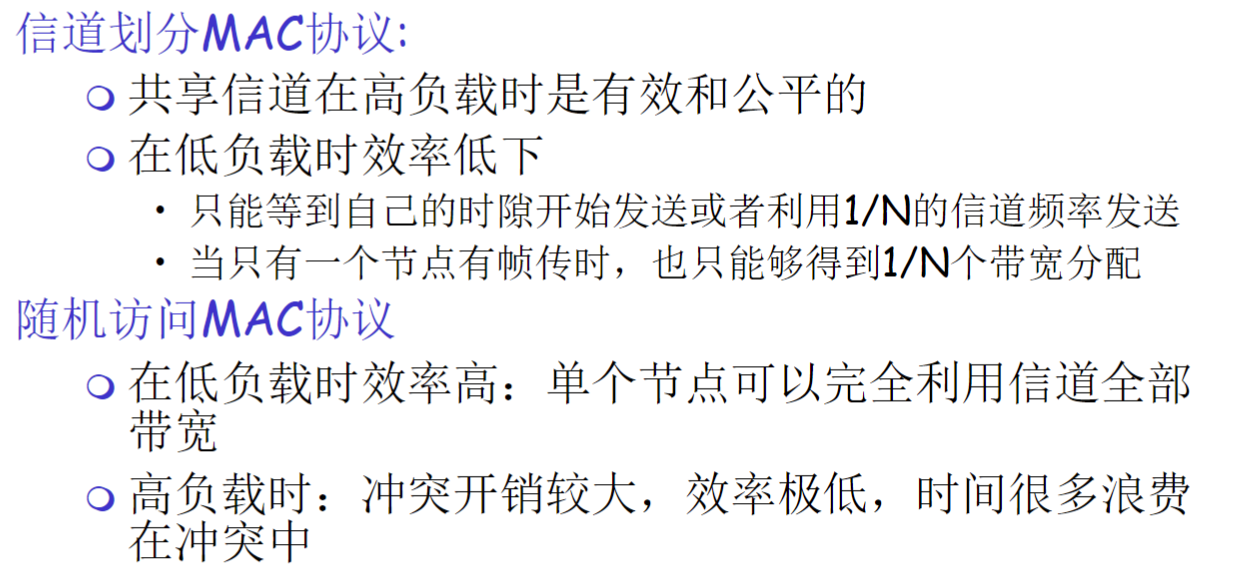 信道划分MAC协议:
共享信道在高负载时是有效和公平的
在低负载时效率低下
• 只能等到自己的时隙开始发送或者利用1/N的信道频率发送
• 当只有一个节点有帧传时，也只能够得到1/N个带宽分配
随机访问MAC协议
在低负载时效率高：单个节点可以完全利用信道全部
带宽
高负载时：冲突开销较大，效率极低，时间很多浪费
在冲突中